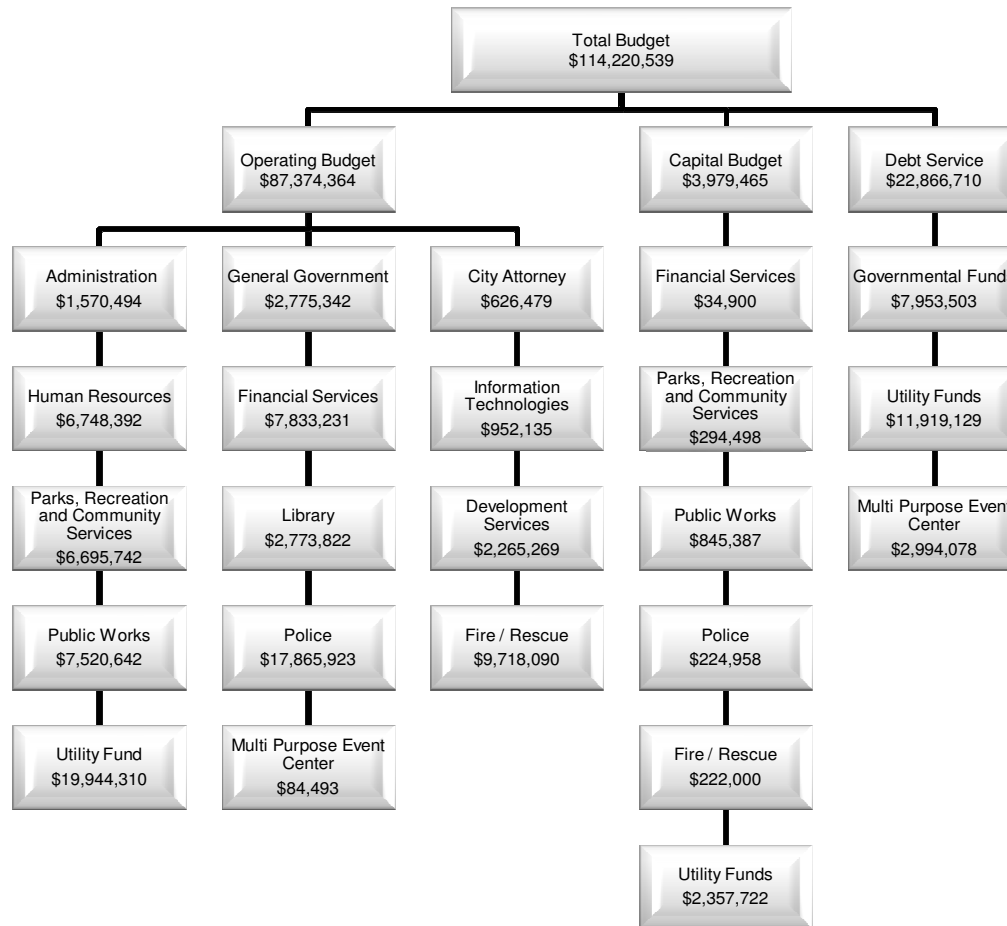 Total Budget
$114,220,539
Operating Budget
$87,374,364
Capital Budget
$3,979,465
Debt Service
$22,866,710
Administration
$1,570,494
General Government
$2,775,342
City Attorney
$626,479
Financial Services
$34,900
Governmental Fund
$7,953,503
Human Resources
$6,748,392
Financial Services
$7,833,231
Information
Technologies
$952,135
Parks, Recreation
and Community
Services
$294,498
Utility Funds
$11,919,129
Parks, Recreation
and Community
Services
$6,695,742
Library
$2,773,822
Development
Services
$2,265,269
Public Works
$845,387
Multi Purpose Event
Center
$2,994,078
Public Works
$7,520,642
Police
$17,865,923
Fire / Rescue
$9,718,090
Police
$224,958
Utility Fund
$19,944,310
Multi Purpose Event
Center
$84,493
Fire / Rescue
$222,000
Utility Funds
$2,357,722